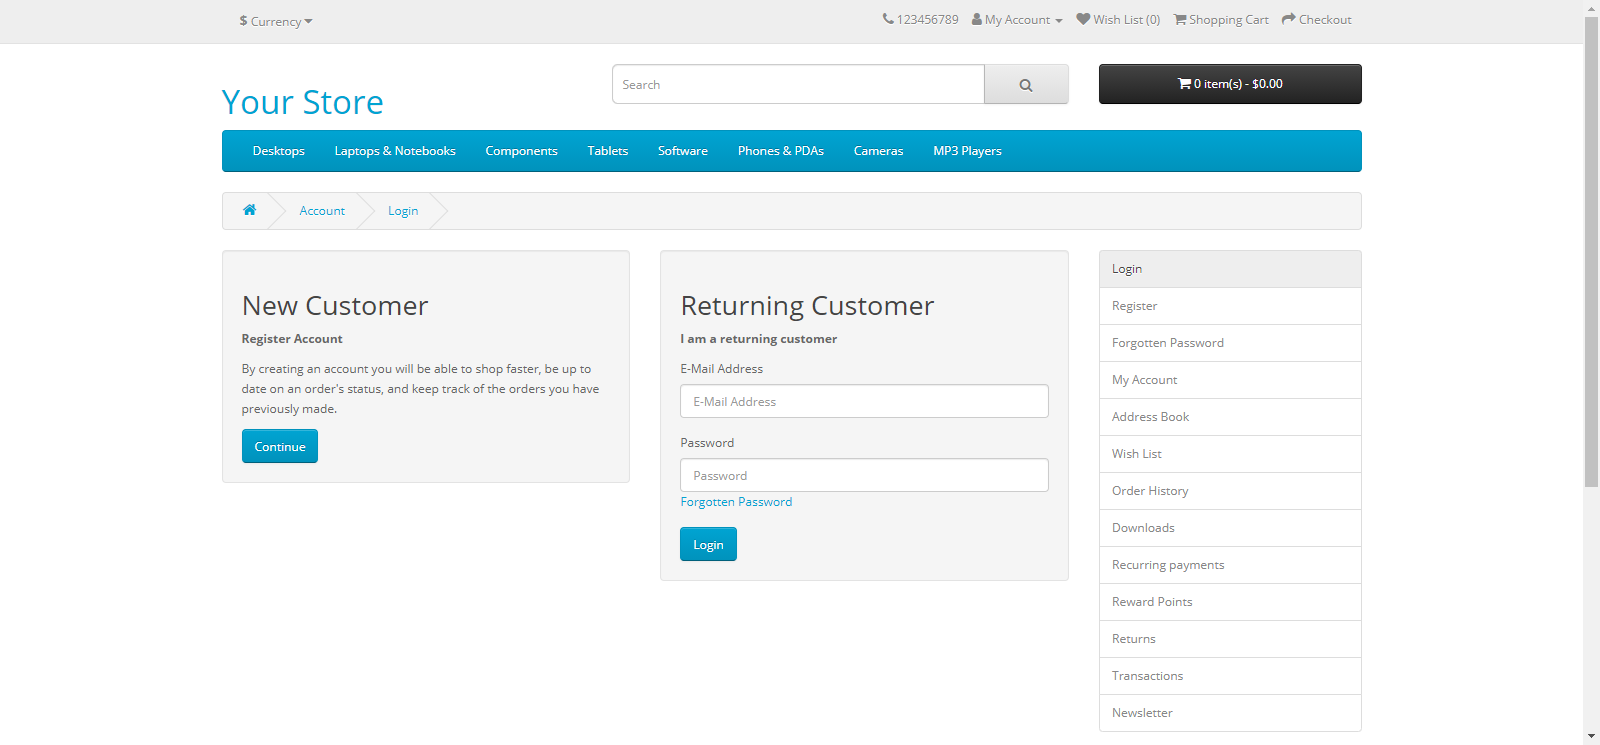 $ Currency
123456789 My Account Wish List (0) Shopping Cart Checkout
Your Store
Search
0 item(s) - $0.00
Desktops Laptops & Notebooks Components Tablets Software Phones & PDAs Cameras MP3 Players
Account Login
New Customer
Register Account
By creating an account you will be able to shop faster, be up to
date on an order's status, and keep track of the orders you have
previously made.
Continue
Returning Customer
I am a returning customer
E-Mail Address
E-Mail Address
Password
Password
Forgotten Password
Login
Login
Register
Forgotten Password
My Account
Address Book
Wish List
Order History
Downloads
Recurring payments
Reward Points
Returns
Transactions
Newsletter